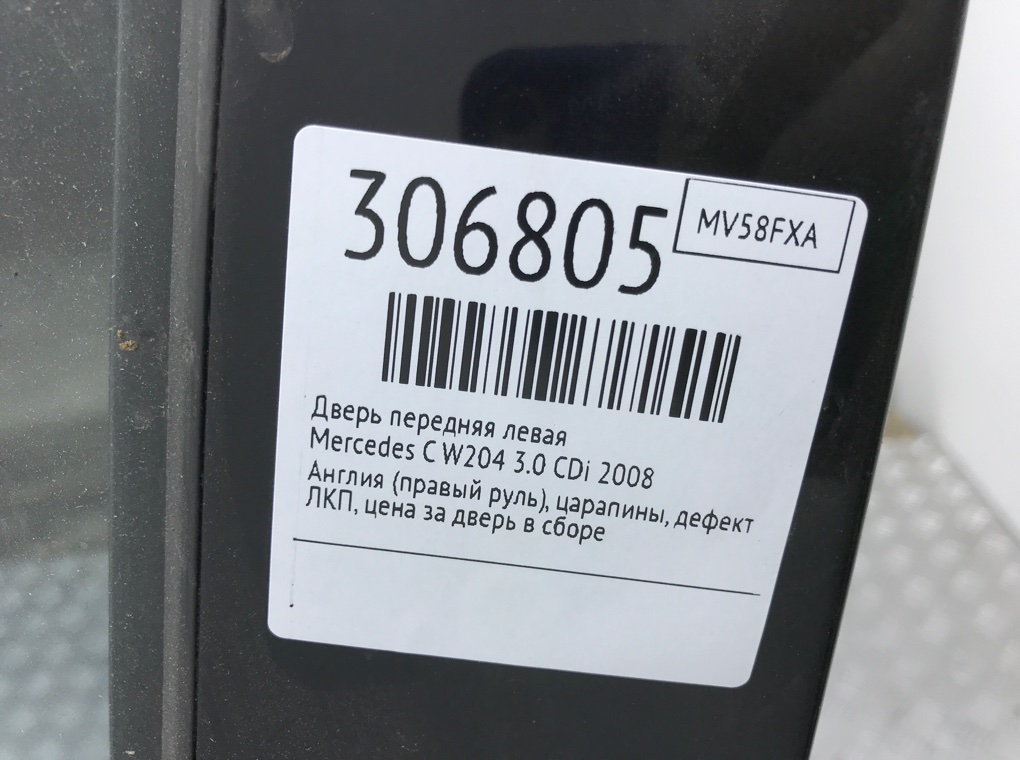 306805
MV58FXA
Дверь передняя левая
Mercedes C W204 3.0 CDi 2008
Англия (правый руль), царапины, дефект
ЛКП, цена за дверь в сборе